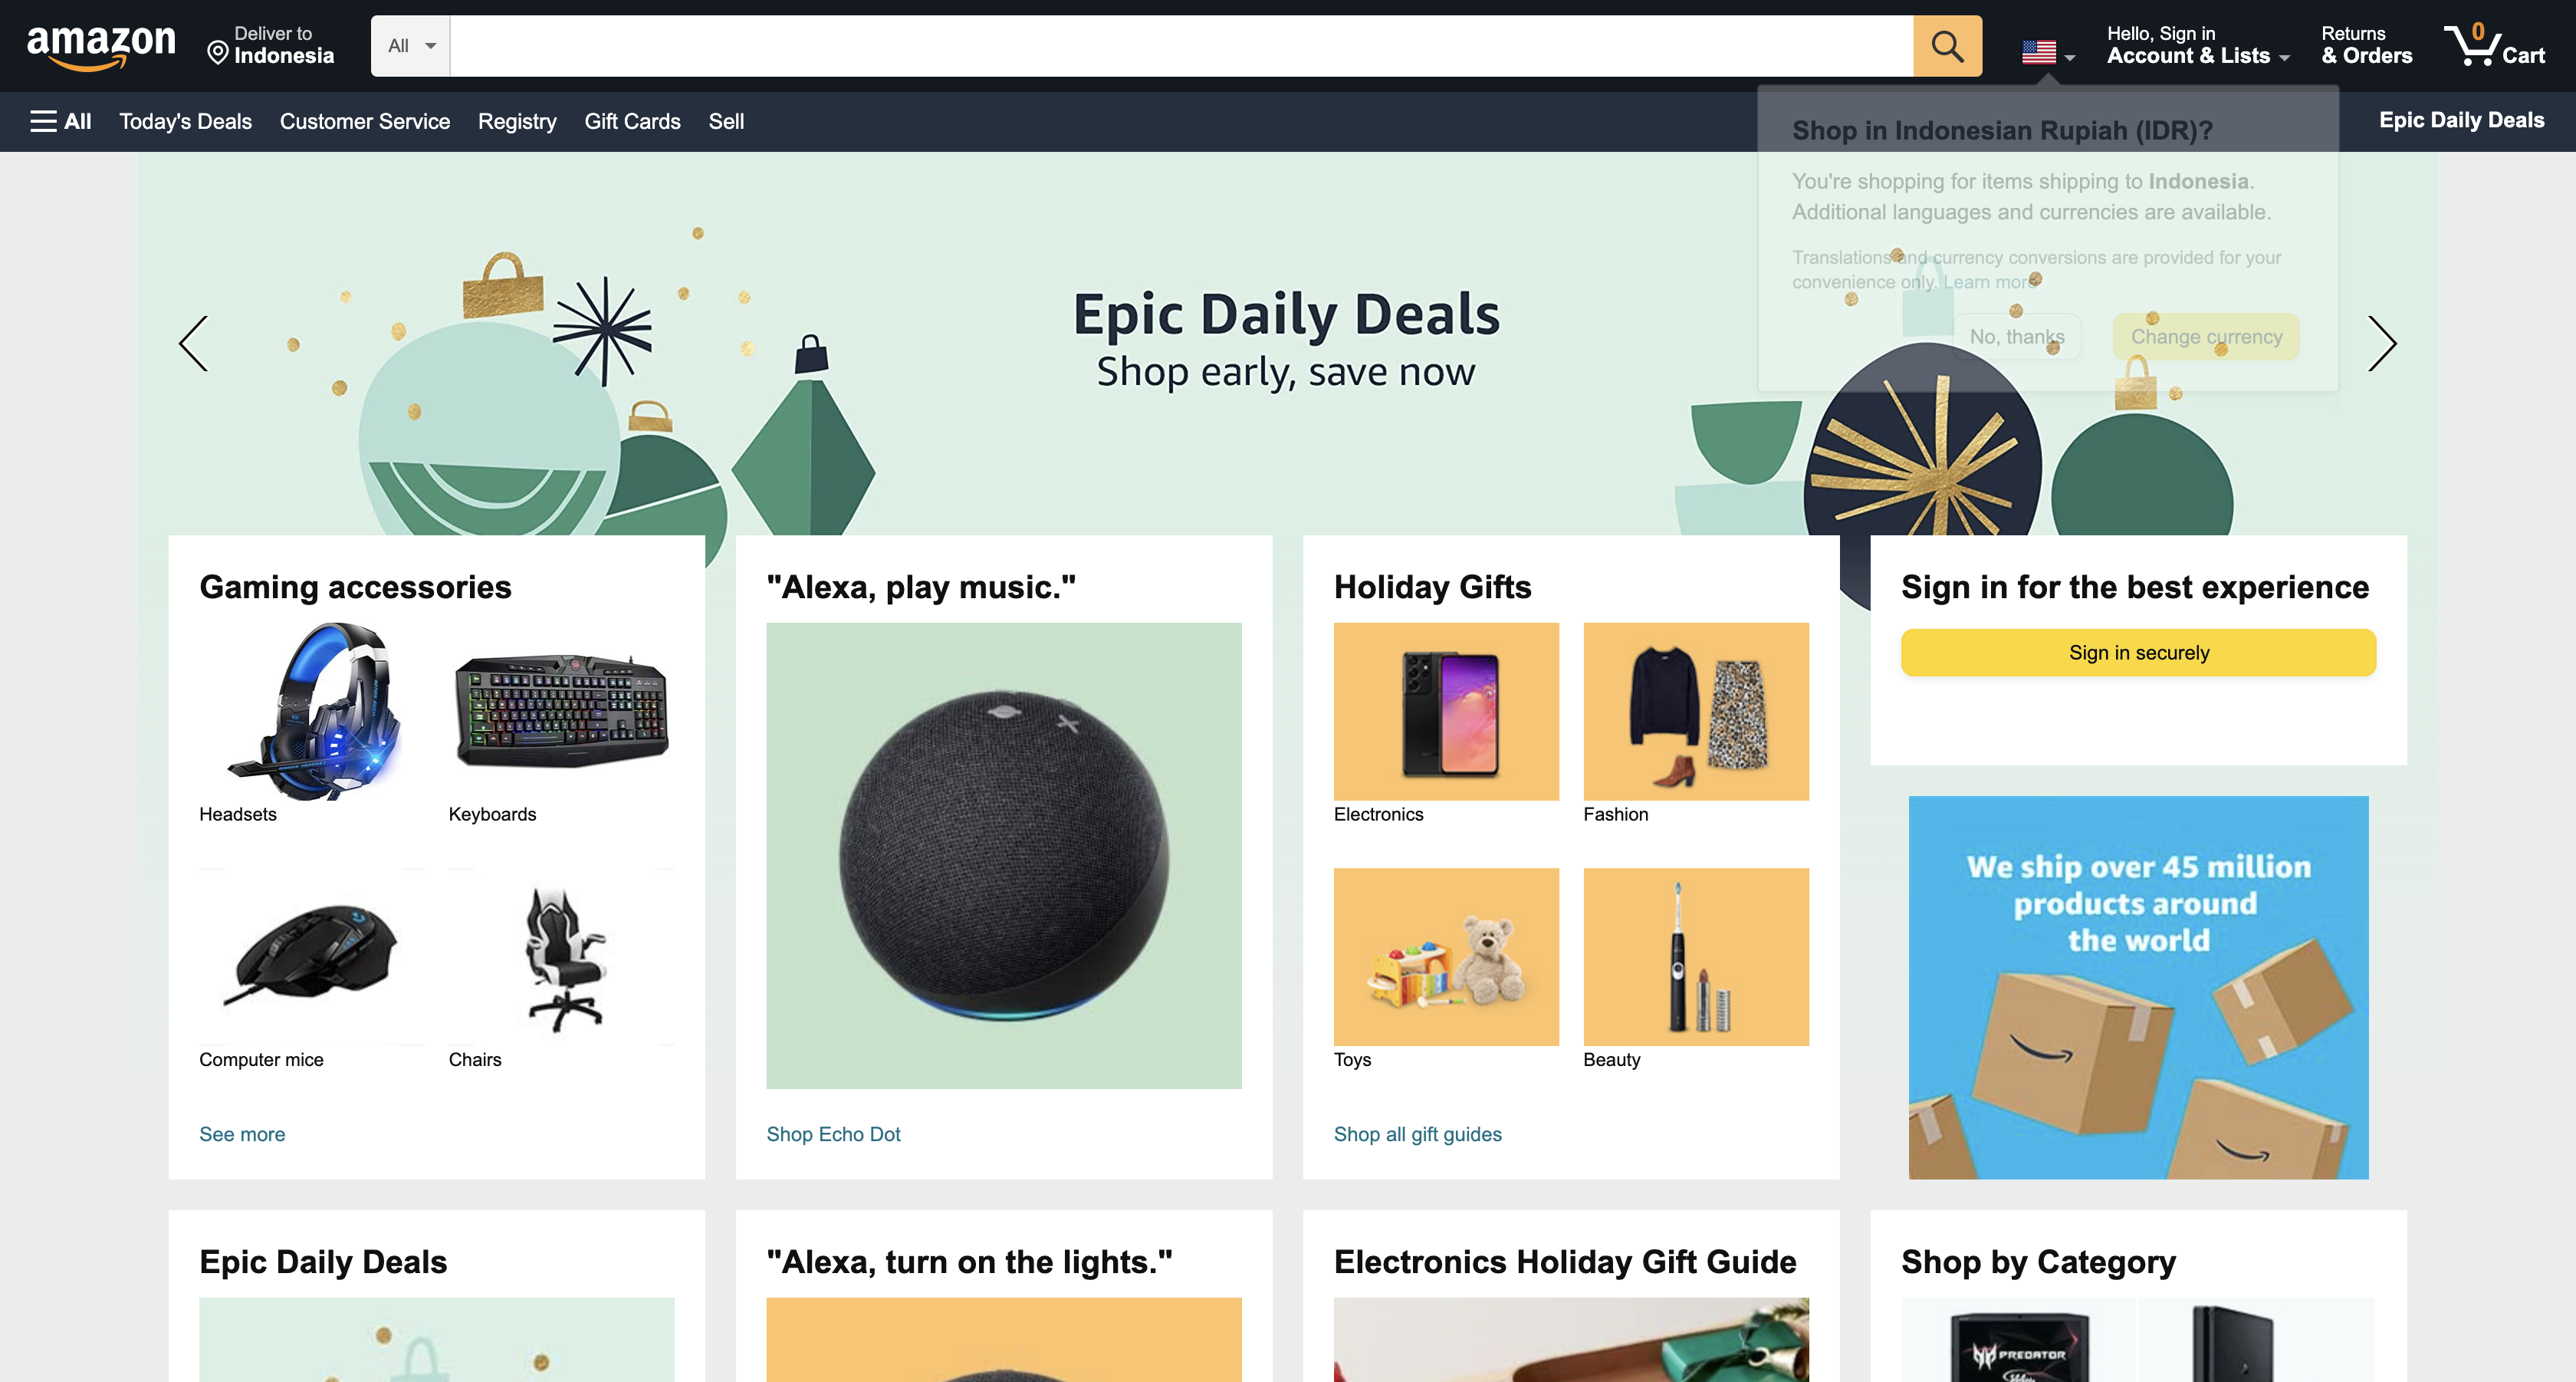 amazon
Deliver to
Indonesia
All
Hello, Sign in
Account & Lists
Returns
& Orders
0
Cart
All
Today's Deals
Customer Service
Registry
Gift Cards
Sell
Epic Daily Deals
Shop in Indonesian Rupiah (IDR)?
You're shopping for items shipping to Indonesia.
Additional languages and currencies are available.
Translations and currency conversions are provided for your
convenience only. Learn more
No, thanks
Change currency
Epic Daily Deals
Shop early, save now
Gaming accessories
Headsets
Keyboards
Computer mice
Chairs
See more
"Alexa, play music."
Shop Echo Dot
Holiday Gifts
Electronics
Fashion
Toys
Beauty
Shop all gift guides
Sign in for the best experience
Sign in securely
We ship over 45 million
products around
the world
Epic Daily Deals
"Alexa, turn on the lights."
Electronics Holiday Gift Guide
Shop by Category
PREDATOR